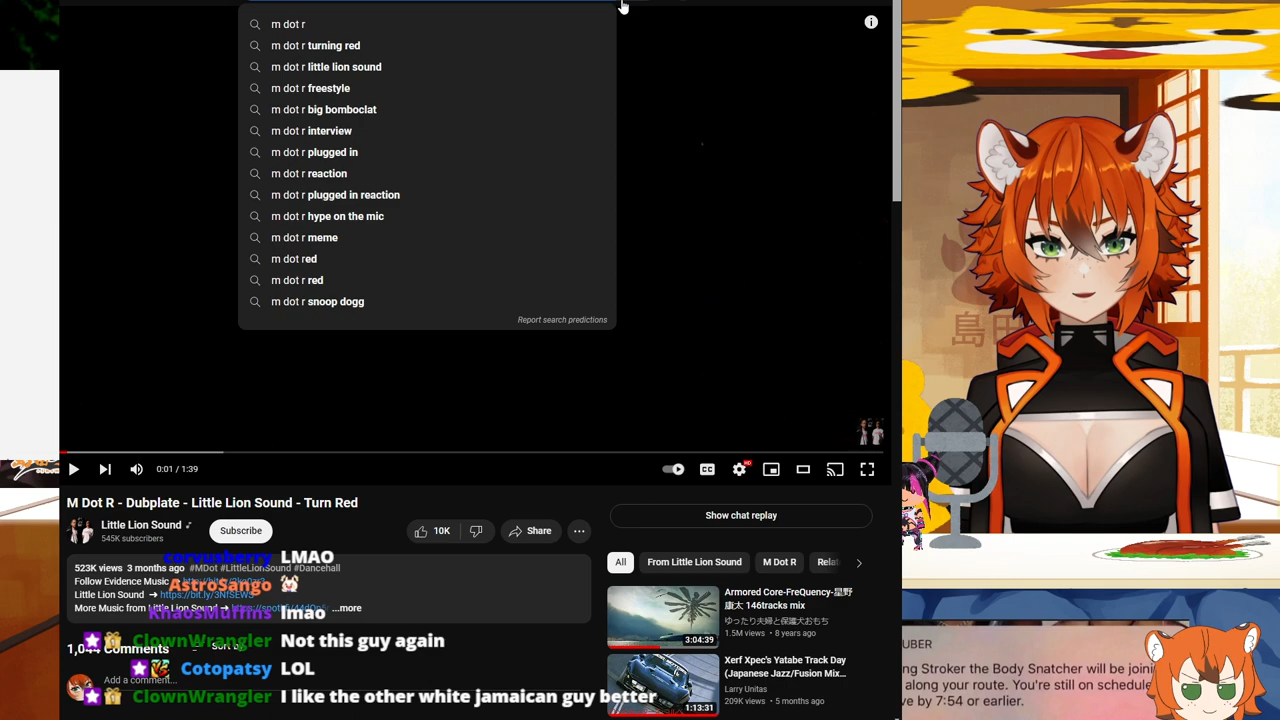 m dot r
m dot r turning red
m dot r little lion sound
m dot r freestyle
m dot r big bomboclat
m dot r interview
m dot r plugged in
m dot r reaction
m dot r plugged in reaction
m dot r hype on the mic
m dot r meme
m dot red
m dot r red
m dot r snoop dogg
Report search predictions
島田
0:01 / 1:39
CC
HD
M Dot R - Dubplate - Little Lion Sound - Turn Red
Little Lion Sound
545K subscribers
Subscribe
10K
Share
Show chat replay
523K views 3 months ago #MDot #LittleLionSound #Dancehall
Follow Evidence Music
Little Lion Sound → https://bit.ly/3NfSEWS
More Music from Little Lion Sound →
...more
corvusberry LMAO
AstroSango
KhaosMuffins lmao
ClownWrangler Not this guy again
Cotopatsy LOL
ClownWrangler I like the other white jamaican guy better
Comments
Add a comment...
All
From Little Lion Sound
M Dot R
Relat
Armored Core-FreQuency-星野
康太 146tracks mix
ゆったり夫婦と保護犬おもち
1.5M views • 8 years ago
3:04:39
Xerf Xpec's Yatabe Track Day
(Japanese Jazz/Fusion Mix...
Larry Unitas
209K views • 5 months ago
1:13:31
UBER
ng Stroker the Body Snatcher will be joini
along your route. You're still on schedule
ve by 7:54 or earlier.